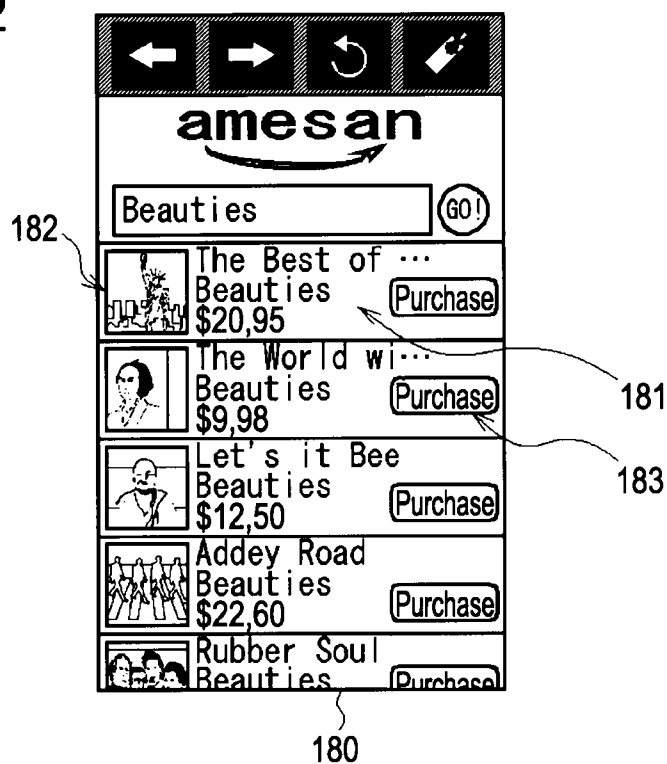 2
amesan
Beauties GO!
182
The Best of ...
Beauties
$20,95
Purchase
181
The World wi...
Beauties
$9,98
Purchase
183
Let's it Bee
Beauties
$12,50
Purchase
Addey Road
Beauties
$22,60
Purchase
Rubber Soul
Beauties
Purchase
180